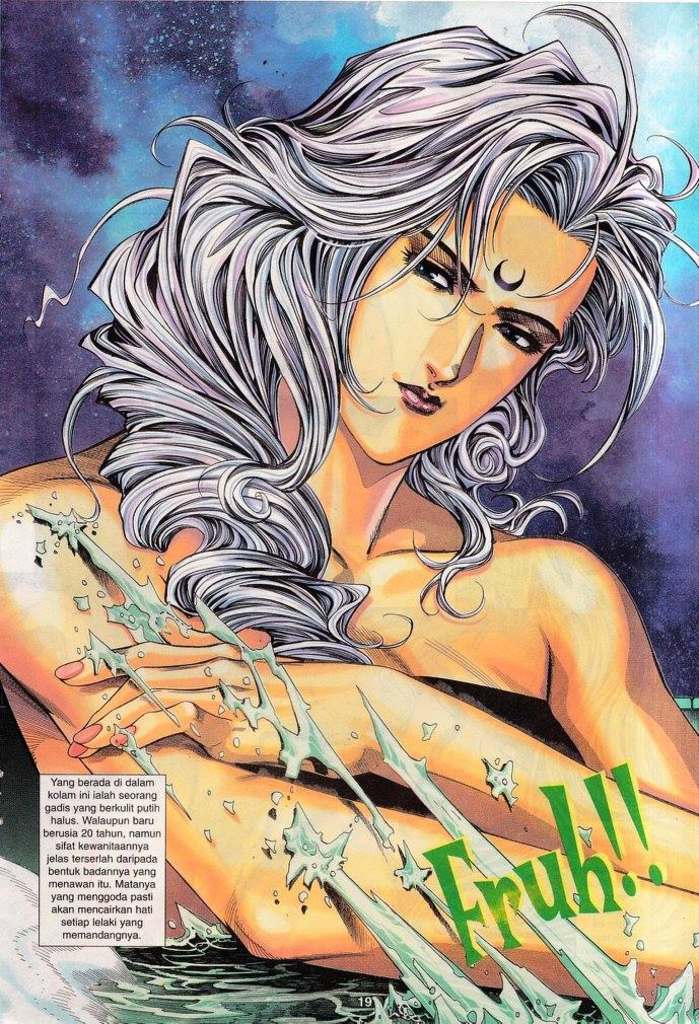 Yang berada di dalam
kolam ini ialah seorang
gadis yang berkulit putih
halus. Walaupun baru
berusia 20 tahun, namun
sifat kewanitaannya
jelas terserlah daripada
bentuk badannya yang
menawan itu. Matanya
yang menggoda pasti
akan mencairkan hati
setiap lelaki yang
memandangnya.
Fruh!!
19